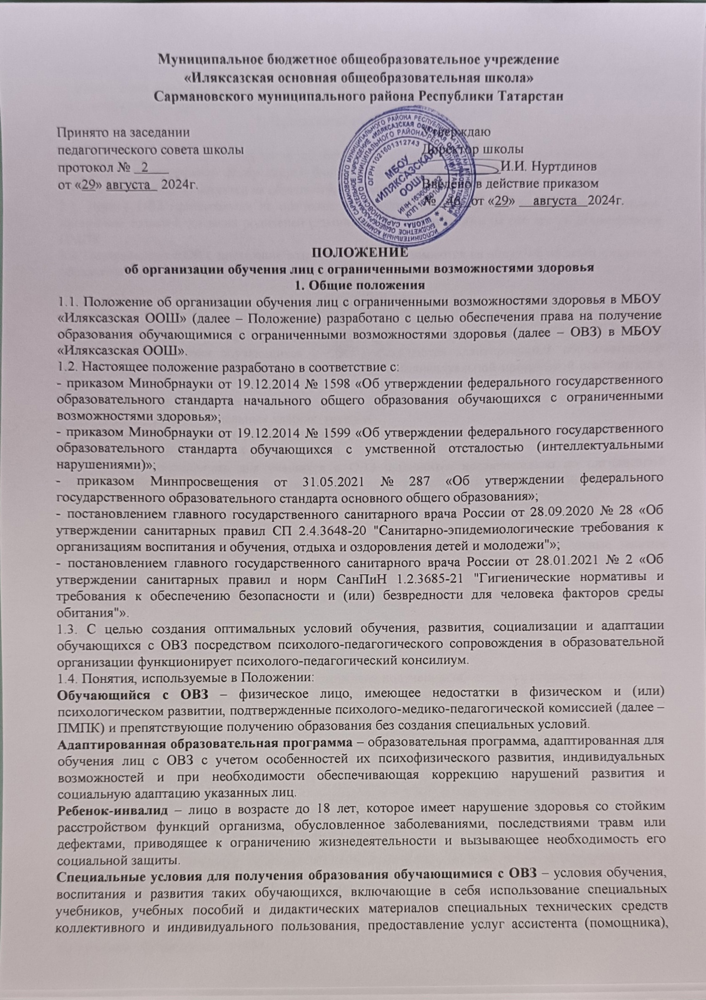 Муниципальное бюджетное общеобразовательное учреждение
«Иляксазская основная общеобразовательная школа»
Сармановского муниципального района Республики Татарстан
Принято на заседании
педагогического совета школы
протокол № 2
от «29» августа 2024г.
Утверждаю
Директор школы
И.И. Нуртдинов
Введено в действие приказом
№ 46 от «29» августа 2024г.
ОГРН 1021601312743
МБОУ
«ИЛЯКСАЗСКАЯ
ООШ»
ПОЛОЖЕНИЕ
об организации обучения лиц с ограниченными возможностями здоровья
1. Общие положения
1.1. Положение об организации обучения лиц с ограниченными возможностями здоровья в МБОУ
«Иляксазская ООШ» (далее – Положение) разработано с целью обеспечения права на получение
образования обучающимися с ограниченными возможностями здоровья (далее – ОВЗ) в МБОУ
«Иляксазская ООШ».
1.2. Настоящее положение разработано в соответствие с:
- приказом Минобрнауки от 19.12.2014 № 1598 «Об утверждении федерального государственного
образовательного стандарта начального общего образования обучающихся с ограниченными
возможностями здоровья»;
- приказом Минобрнауки от 19.12.2014 № 1599 «Об утверждении федерального государственного
образовательного стандарта обучающихся с умственной отсталостью (интеллектуальными
нарушениями)»;
- приказом Минпросвещения от 31.05.2021 № 287 «Об утверждении федерального
государственного образовательного стандарта основного общего образования»;
- постановлением главного государственного санитарного врача России от 28.09.2020 № 28 «Об
утверждении санитарных правил СП 2.4.3648-20 "Санитарно-эпидемиологические требования к
организациям воспитания и обучения, отдыха и оздоровления детей и молодежи"»;
- постановлением главного государственного санитарного врача России от 28.01.2021 № 2 «Об
утверждении санитарных правил и норм СанПиН 1.2.3685-21 "Гигиенические нормативы и
требования к обеспечению безопасности и (или) безвредности для человека факторов среды
обитания"».
1.3. С целью создания оптимальных условий обучения, развития, социализации и адаптации
обучающихся с ОВЗ посредством психолого-педагогического сопровождения в образовательной
организации функционирует психолого-педагогический консилиум.
1.4. Понятия, используемые в Положении:
Обучающийся с ОВЗ – физическое лицо, имеющее недостатки в физическом и (или)
психологическом развитии, подтвержденные психолого-медико-педагогической комиссией (далее –
ПМПК) и препятствующие получению образования без создания специальных условий.
Адаптированная образовательная программа – образовательная программа, адаптированная для
обучения лиц с ОВЗ с учетом особенностей их психофизического развития, индивидуальных
возможностей и при необходимости обеспечивающая коррекцию нарушений развития и
социальную адаптацию указанных лиц.
Ребенок-инвалид – лицо в возрасте до 18 лет, которое имеет нарушение здоровья со стойким
расстройством функций организма, обусловленное заболеваниями, последствиями травм или
дефектами, приводящее к ограничению жизнедеятельности и вызывающее необходимость его
социальной защиты.
Специальные условия для получения образования обучающимися с ОВЗ – условия обучения,
воспитания и развития таких обучающихся, включающие в себя использование специальных
учебников, учебных пособий и дидактических материалов специальных технических средств
коллективного и индивидуального пользования, предоставление услуг ассистента (помощника),